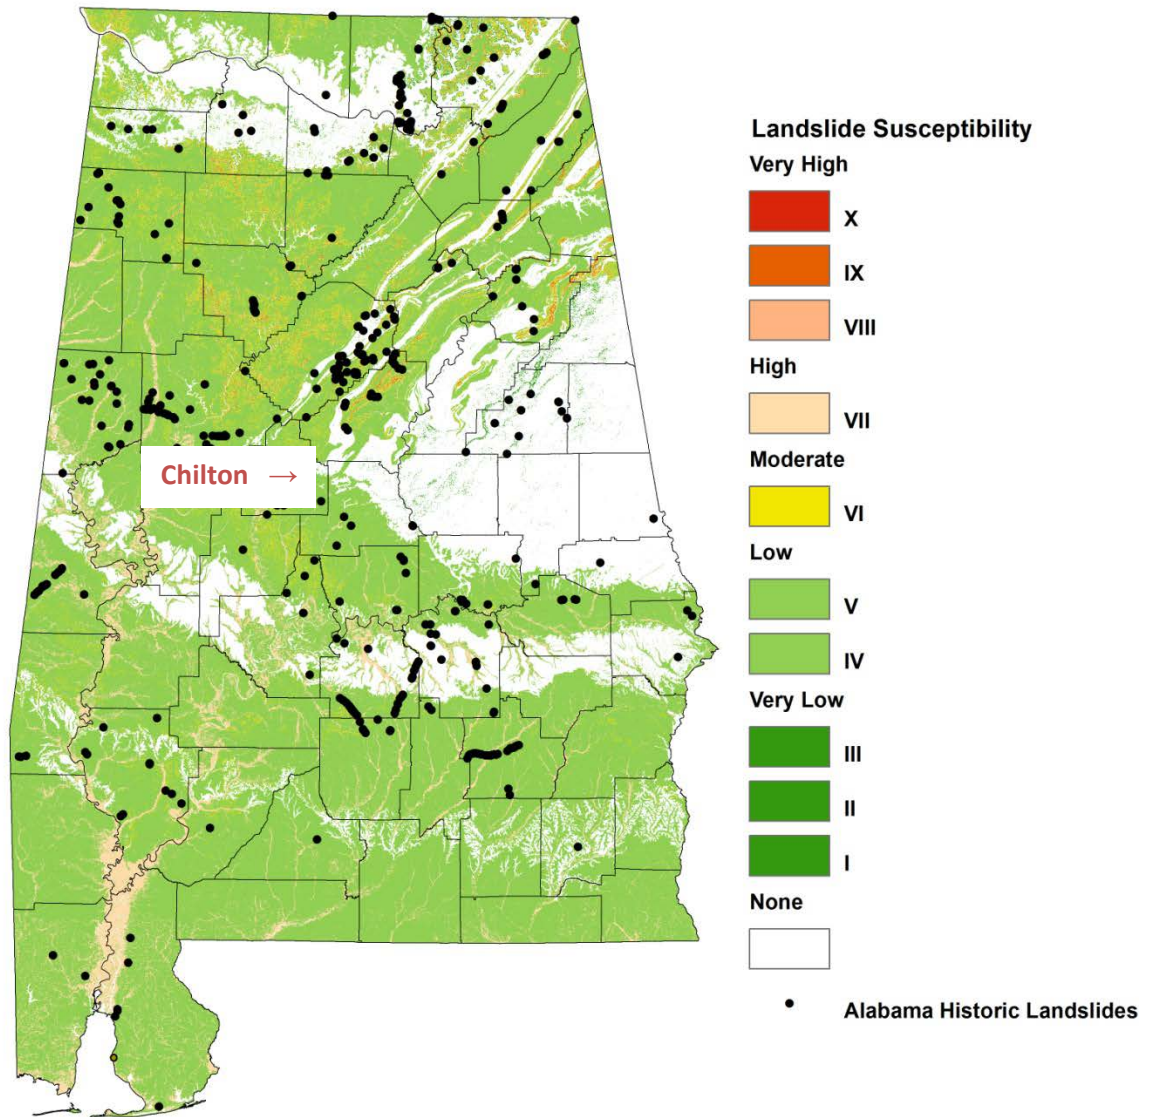 Chilton →
Landslide Susceptibility
Very High
X
IX
VIII
High
VII
Moderate
VI
Low
V
IV
Very Low
III
II
I
None
Alabama Historic Landslides